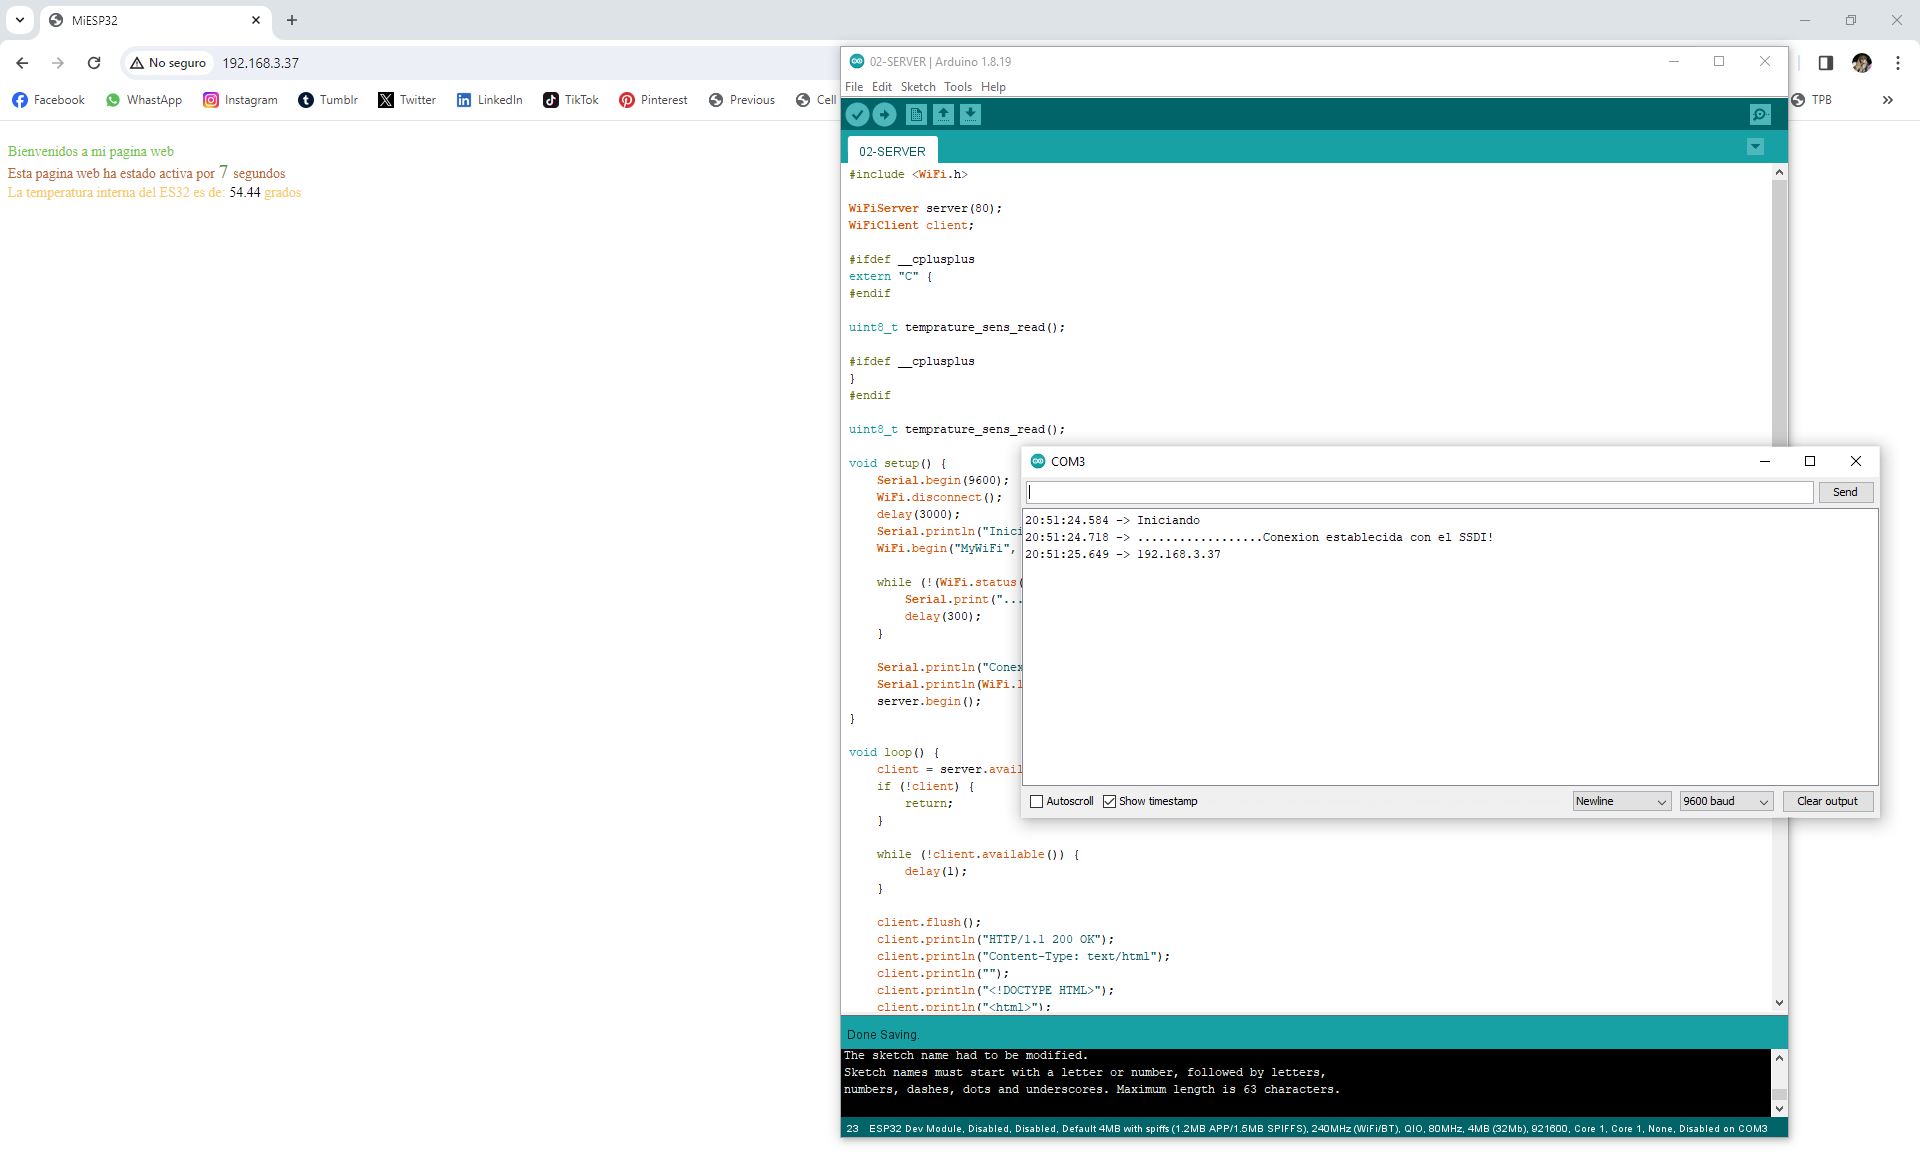 MiESP32
No seguro
192.168.3.37
Facebook
WhastApp
Instagram
Tumblr
Twitter
LinkedIn
TikTok
Pinterest
Previous
Cell
TPB
Bienvenidos a mi pagina web
Esta pagina web ha estado activa por 7 segundos
La temperatura interna del ES32 es de: 54.44 grados
02-SERVER | Arduino 1.8.19
File Edit Sketch Tools Help
02-SERVER
#include <WiFi.h>
WiFiServer server(80);
WiFiClient client;
#ifdef __cplusplus
extern "C" {
#endif
uint8_t temprature_sens_read();
#ifdef __cplusplus
}
#endif
uint8_t temprature_sens_read();
void setup() {
Serial.begin(9600);
WiFi.disconnect();
delay(3000);
Serial.println("Inici
WiFi.begin("MyWiFi",
while (!(WiFi.status(
Serial.print("...
delay(300);
}
Serial.println("Conex
Serial.println(WiFi.l
server.begin();
}
void loop() {
client = server.avail
if (!client) {
return;
}
while (!client.available()) {
delay(1);
}
client.flush();
client.println("HTTP/1.1 200 OK");
client.println("Content-Type: text/html");
client.println("");
client.println("<!DOCTYPE HTML>");
client.println("<html>");
COM3
Send
20:51:24.584 -> Iniciando
20:51:24.718 -> ..................Conexion establecida con el SSDI!
20:51:25.649 -> 192.168.3.37
Autoscroll Show timestamp
Newline
9600 baud
Clear output
Done Saving.
The sketch name had to be modified.
Sketch names must start with a letter or number, followed by letters,
numbers, dashes, dots and underscores. Maximum length is 63 characters.
23 ESP32 Dev Module, Disabled, Disabled, Default 4MB with spiffs (1.2MB APP/1.5MB SPIFFS), 240MHz (WiFi/BT), QIO, 80MHz, 4MB (32Mb), 921600, Core 1, Core 1, None, Disabled on COM3